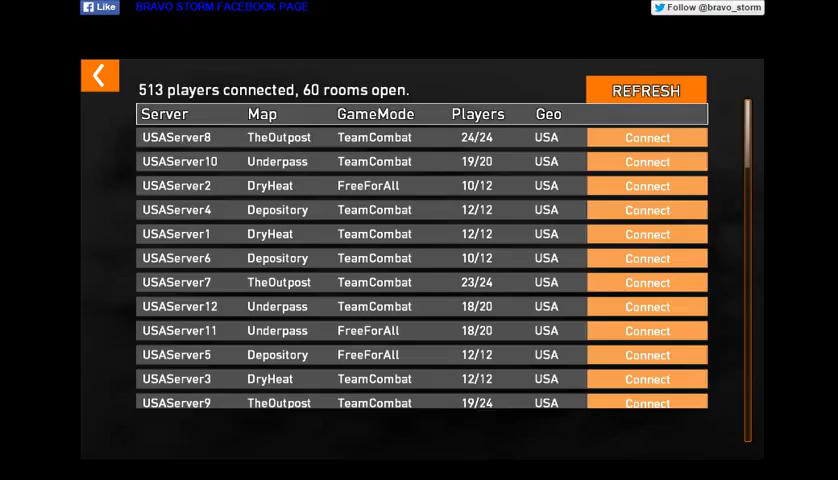 Like BRAVO STORM FACEBOOK PAGE Follow @bravo_storm
513 players connected, 60 rooms open. REFRESH
Server Map GameMode Players Geo
USAServer8 TheOutpost TeamCombat 24/24 USA Connect
USAServer10 Underpass TeamCombat 19/20 USA Connect
USAServer2 DryHeat FreeForAll 10/12 USA Connect
USAServer4 Depository TeamCombat 12/12 USA Connect
USAServer1 DryHeat TeamCombat 12/12 USA Connect
USAServer6 Depository TeamCombat 10/12 USA Connect
USAServer7 TheOutpost TeamCombat 23/24 USA Connect
USAServer12 Underpass TeamCombat 18/20 USA Connect
USAServer11 Underpass FreeForAll 18/20 USA Connect
USAServer5 Depository FreeForAll 12/12 USA Connect
USAServer3 DryHeat TeamCombat 12/12 USA Connect
USAServer9 TheOutpost TeamCombat 19/24 USA Connect